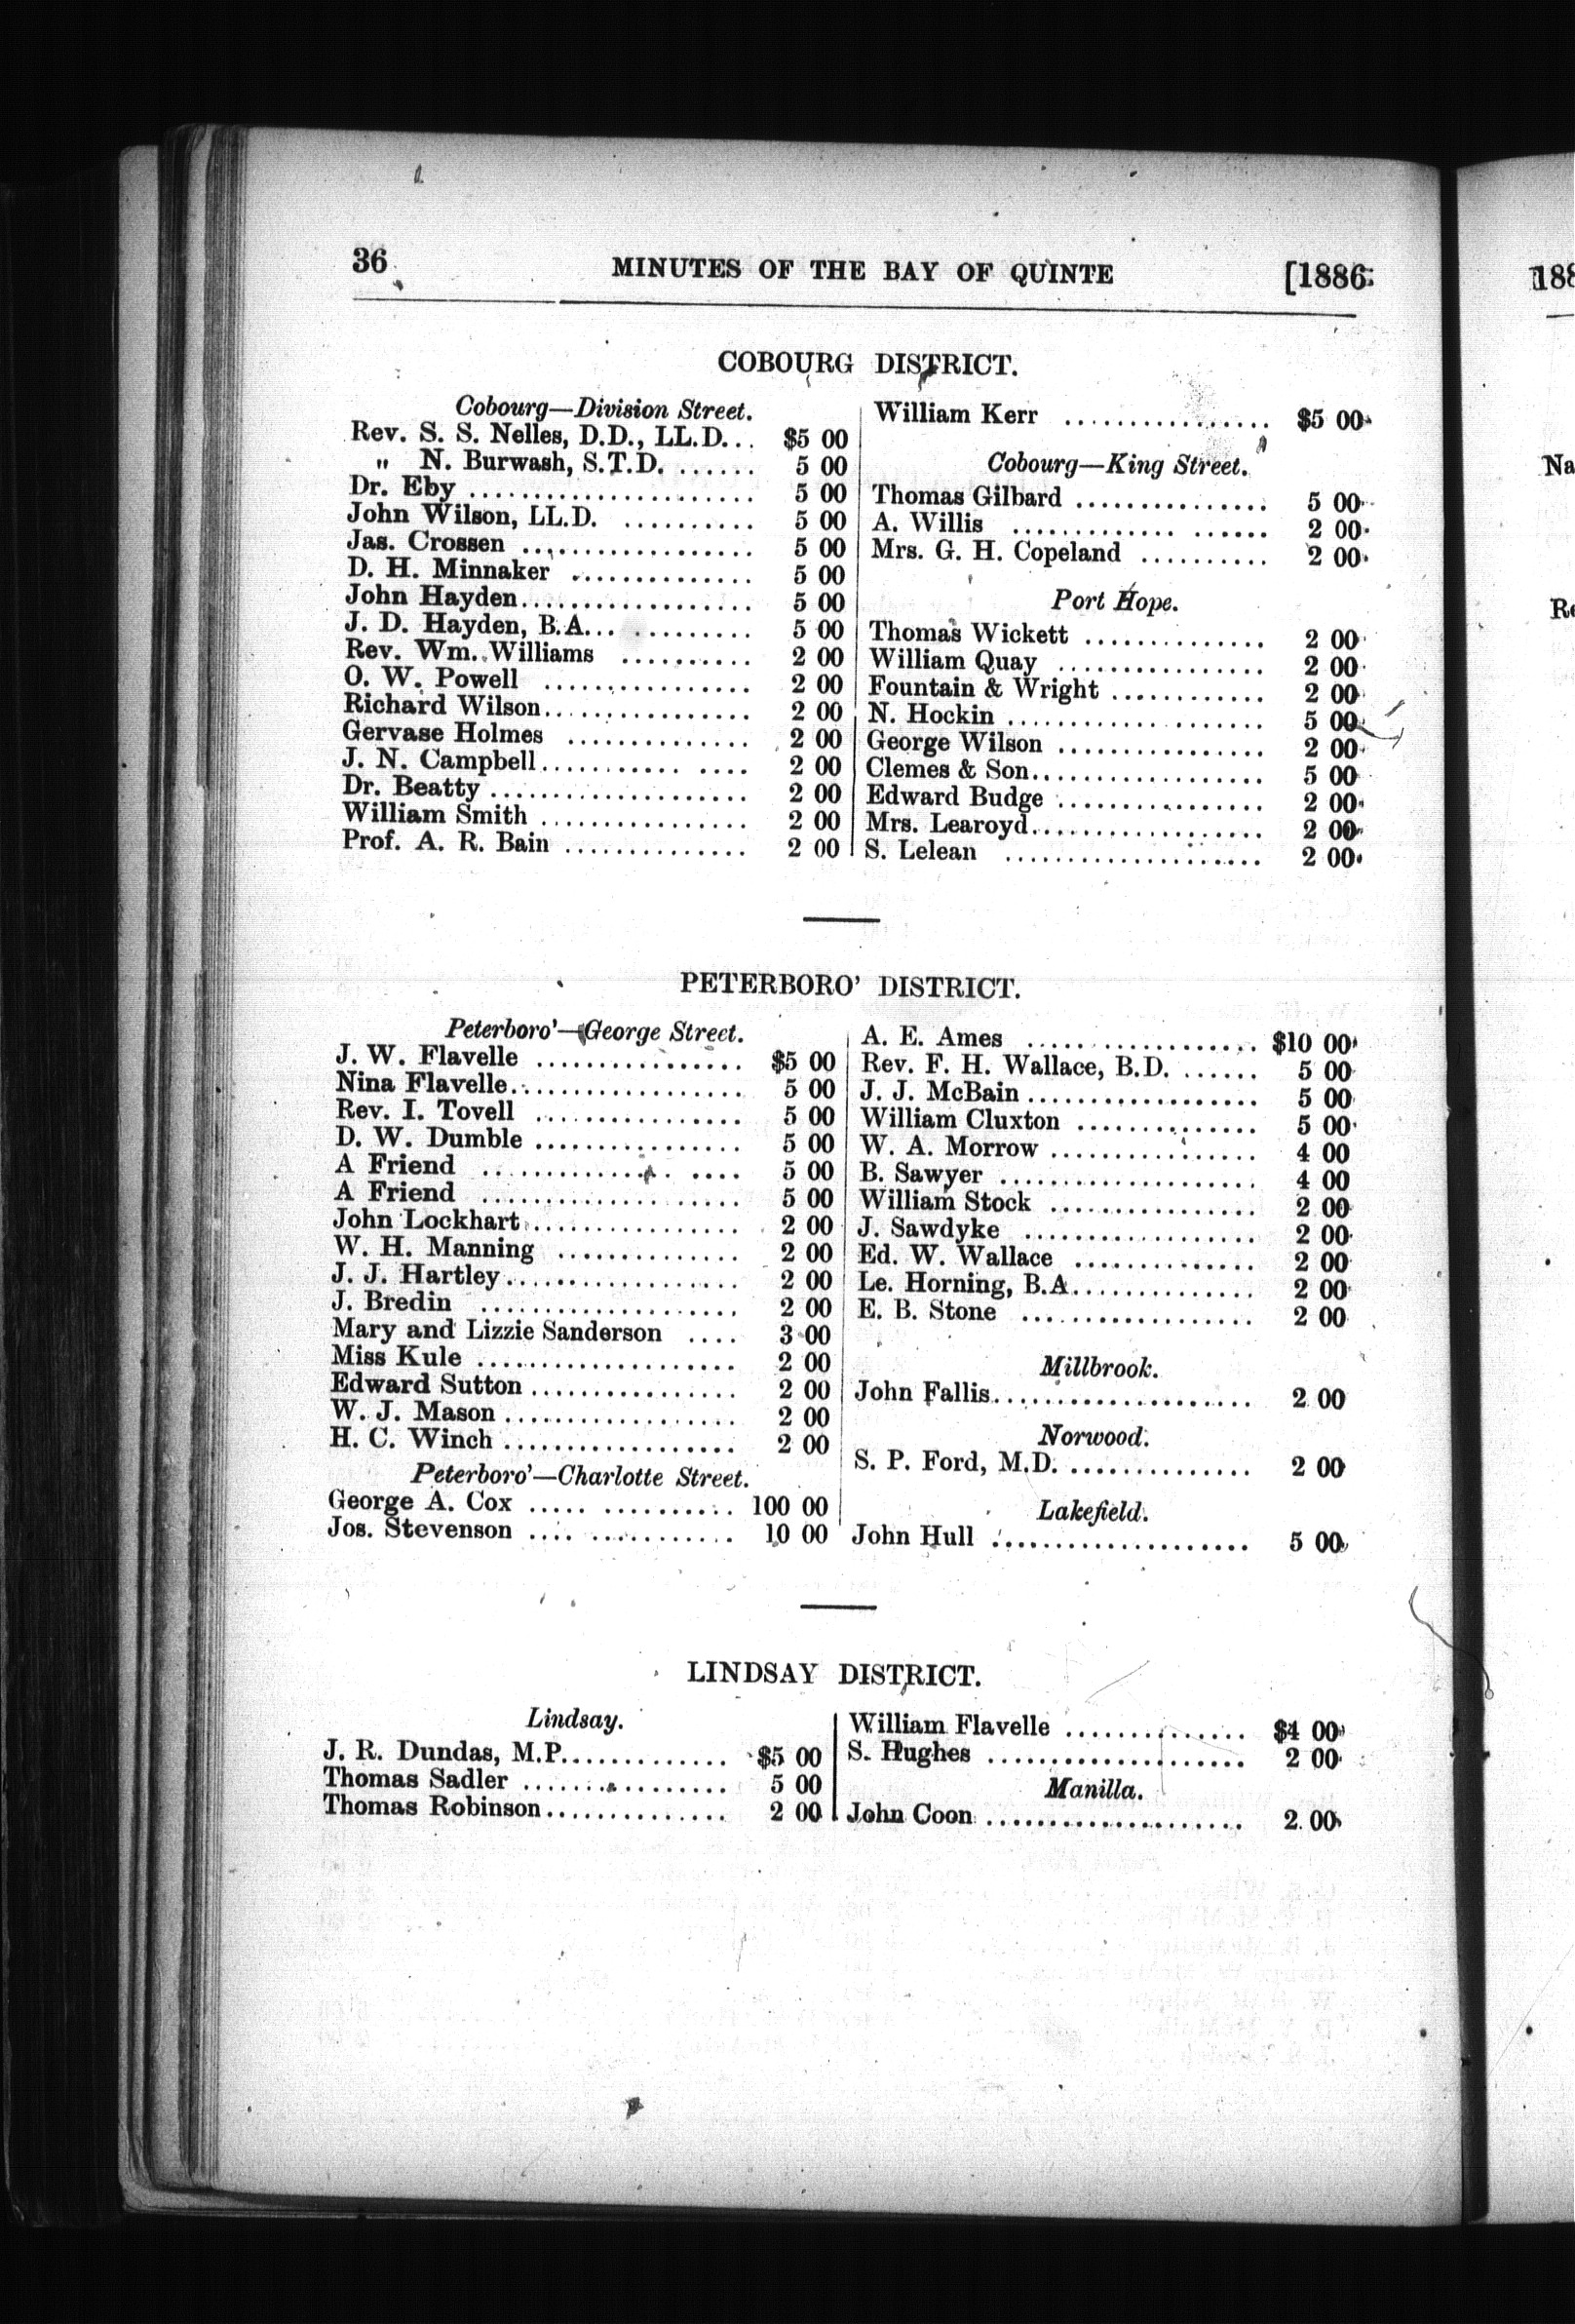 36 MINUTES OF THE BAY OF QUINTE [1886.
COBOURG DISTRICT.
Cobourg—Division Street.
Rev. S. S. Nelles, D.D., LL.D... $5 00
" N. Burwash, S.T.D. ...... 5 00
Dr. Eby ...................... 5 00
John Wilson, LL.D. .......... 5 00
Jas. Crossen .................. 5 00
D. H. Minnaker .............. 5 00
John Hayden.................. 5 00
J. D. Hayden, B.A... ......... 5 00
Rev. Wm. Williams .......... 2 00
O. W. Powell ................ 2 00
Richard Wilson................ 2 00
Gervase Holmes .............. 2 00
J. N. Campbell........... .... 2 00
Dr. Beatty .................... 2 00
William Smith ................ 2 00
Prof. A. R. Bain .............. 2 00
William Kerr ................ $5 00
Cobourg—King Street.
Thomas Gilbard ............... 5 00
A. Willis ............. ...... 2 00
Mrs. G. H. Copeland .......... 2 00
Port Hope.
Thomas Wickett .............. 2 00
William Quay ................ 2 00
Fountain & Wright ............ 2 00
N. Hockin .................... 5 00
George Wilson ................ 2 00
Clemes & Son.................. 5 00
Edward Budge ................ 2 00
Mrs. Learoyd.................. 2 00
S. Lelean .................... 2 00
PETERBORO' DISTRICT.
Peterboro'—George Street.
J. W. Flavelle ................ $5 00
Nina Flavelle.................. 5 00
Rev. I. Tovell ................ 5 00
D. W. Dumble ................ 5 00
A Friend ............... .... 5 00
A Friend .................... 5 00
John Lockhart................. 2 00
W. H. Manning .............. 2 00
J. J. Hartley................... 2 00
J. Bredin .................... 2 00
Mary and Lizzie Sanderson .... 3 00
Miss Kule .................... 2 00
Edward Sutton ................ 2 00
W. J. Mason .................. 2 00
H. C. Winch .................. 2 00
Peterboro'—Charlotte Street.
George A. Cox ..... .......... 100 00
Jos. Stevenson .... ........... 10 00
A. E. Ames .................. $10 00
Rev. F. H. Wallace, B.D. ...... 5 00
J. J. McBain .................. 5 00
William Cluxton .............. 5 00
W. A. Morrow ................ 4 00
B. Sawyer .................... 4 00
William Stock ................ 2 00
J. Sawdyke .................. 2 00
Ed. W. Wallace .............. 2 00
Le. Horning, B.A.............. 2 00
E. B. Stone .................. 2 00
Millbrook.
John Fallis.................... 2 00
Norwood.
S. P. Ford, M.D. .............. 2 00
Lakefield.
John Hull .................... 5 00
LINDSAY DISTRICT.
Lindsay.
J. R. Dundas, M.P............. $5 00
Thomas Sadler ................ 5 00
Thomas Robinson.............. 2 00
William Flavelle .............. $4 00
S. Hughes .................... 2 00
Manilla.
John Coon .................... 2 00
188
Na
Re